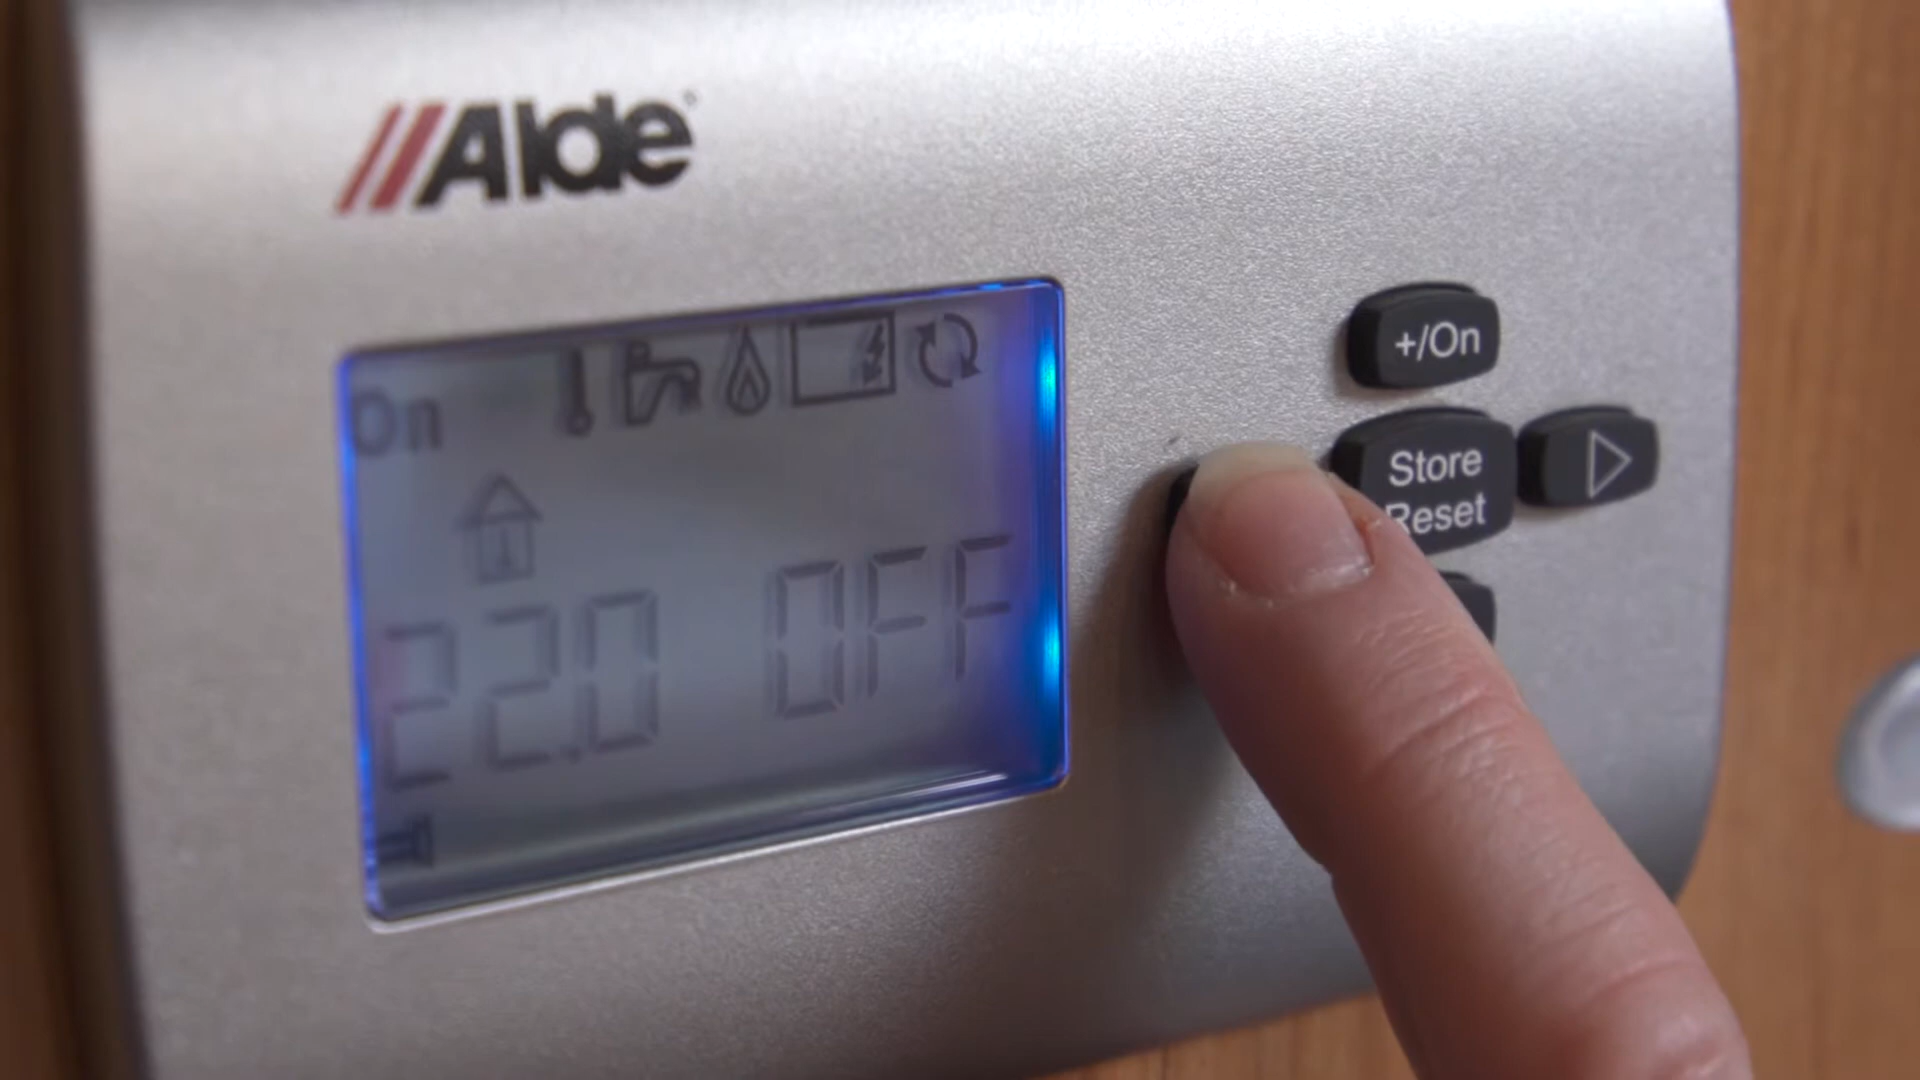 Alde
On
22.0 OFF
+/On
Store
Reset